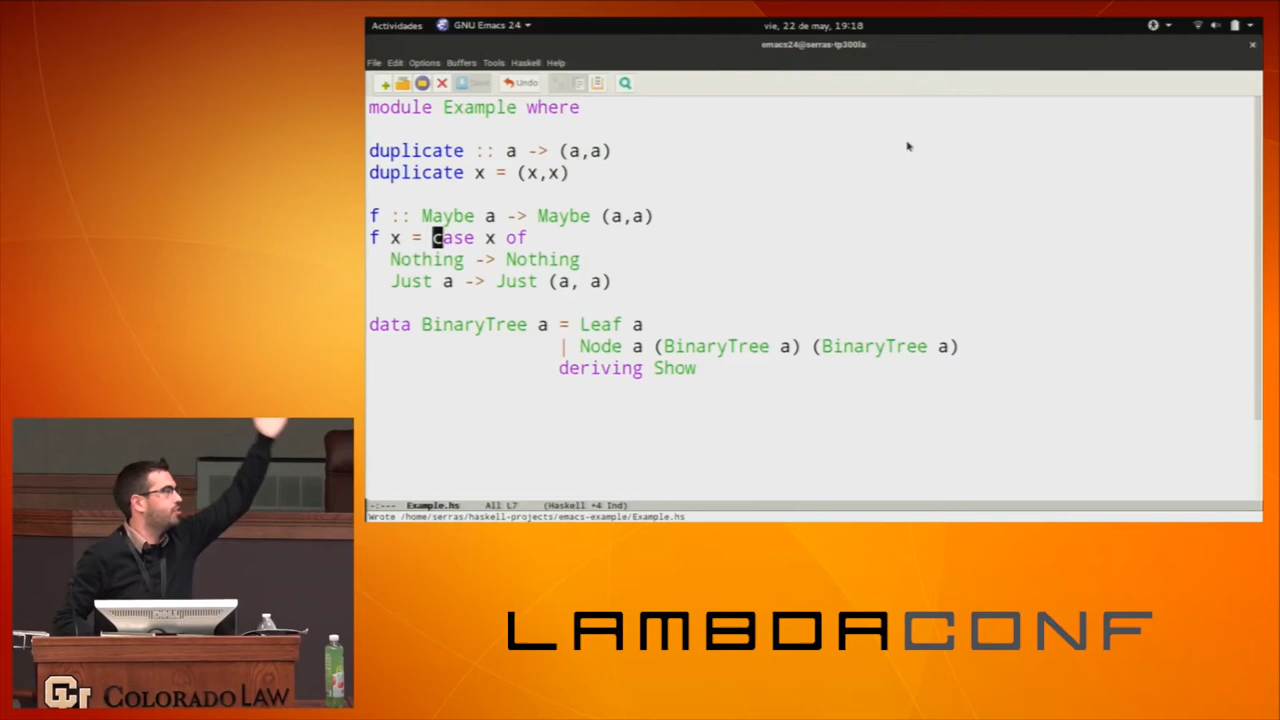 Actividades GNU Emacs 24 vie, 22 de may, 19:18
emacs24@serras-tp300la
File Edit Options Buffers Tools Haskell Help
Save Undo
module Example where
duplicate :: a -> (a,a)
duplicate x = (x,x)
f :: Maybe a -> Maybe (a,a)
f x = case x of
Nothing -> Nothing
Just a -> Just (a, a)
data BinaryTree a = Leaf a
| Node a (BinaryTree a) (BinaryTree a)
deriving Show
-:--- Example.hs All L7 (Haskell +4 Ind)
Wrote /home/serras/haskell-projects/emacs-example/Example.hs
LAMBDACONF
COLORADO LAW